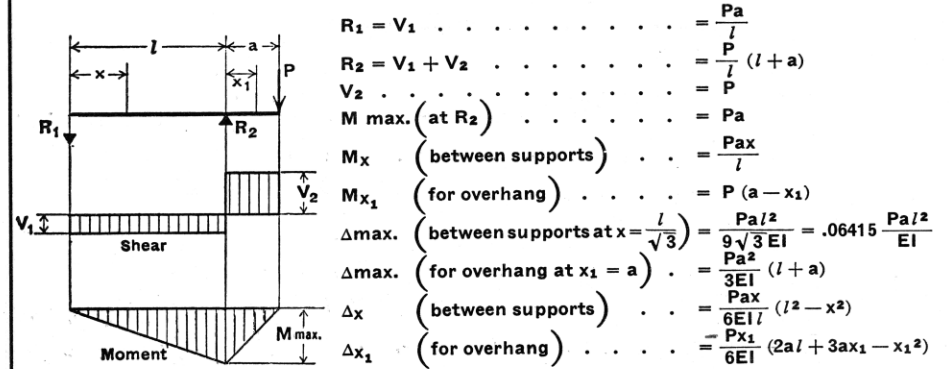 l
a
x
x₁
P
R₁
R₂
V₂
V₁
Shear
M max.
Moment
R₁ = V₁ . . . . . . . . . = Pa/l
R₂ = V₁ + V₂ . . . . . . . = P/l (l + a)
V₂ . . . . . . . . . . . = P
M max. (at R₂) . . . . . . = Pa
Mx (between supports) . . = Pax/l
Mx₁ (for overhang) . . . . = P (a − x₁)
Δmax. (between supports at x = l/√3) = Pal²/9√3 EI = .06415 Pal²/EI
Δmax. (for overhang at x₁ = a) . = Pa²/3EI (l + a)
Δx (between supports) . . = Pax/6EIl (l² − x²)
Δx₁ (for overhang) . . . . = Px₁/6EI (2al + 3ax₁ − x₁²)